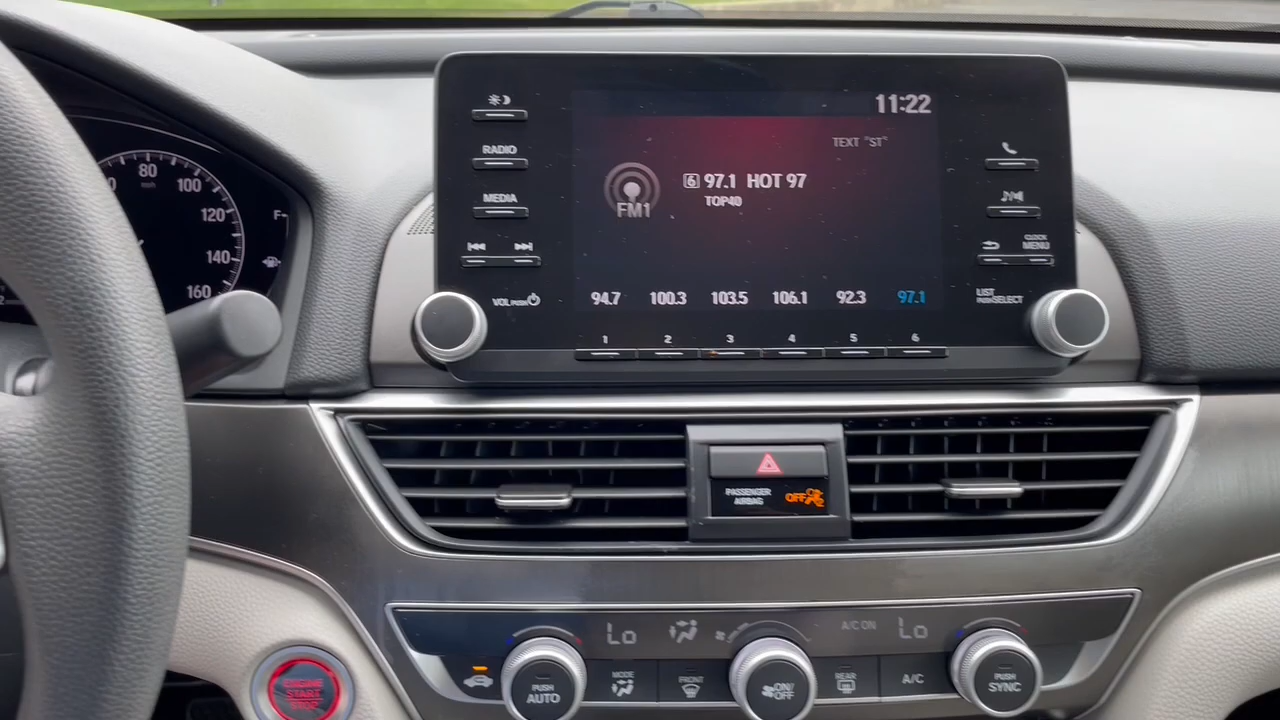 80
mph
100
120
140
160
F
RADIO
MEDIA
VOL PUSH
11:22
TEXT "ST"
6 97.1 HOT 97
TOP40
FM1
94.7 100.3 103.5 106.1 92.3 97.1
1 2 3 4 5 6
CLOCK
MENU
LIST
PUSH SELECT
PASSENGER
AIRBAG
OFF
Lo
A/C ON
Lo
ENGINE
START
STOP
PUSH
AUTO
MODE
FRONT
ON/
OFF
REAR
A/C
PUSH
SYNC